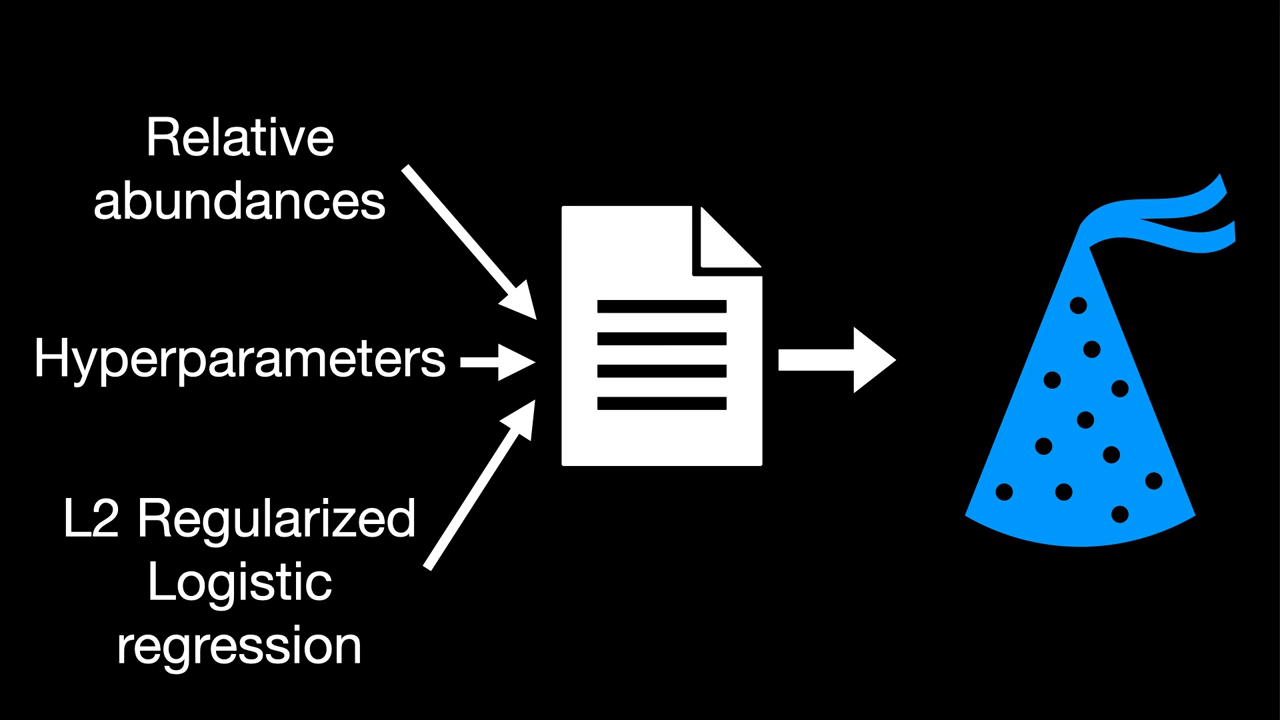 Relative
abundances
Hyperparameters
L2 Regularized
Logistic
regression